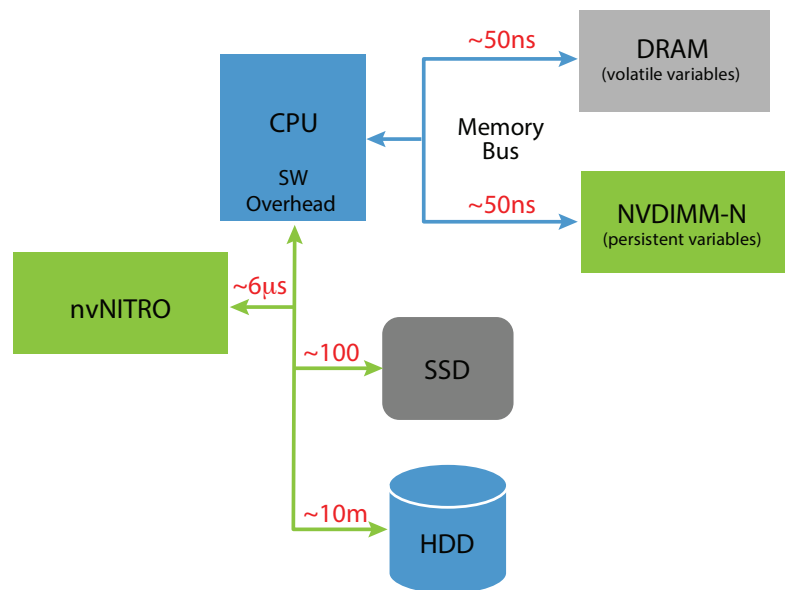 ~50ns
DRAM
(volatile variables)
CPU
Memory
Bus
SW
Overhead
~50ns
NVDIMM-N
(persistent variables)
~6µs
nvNITRO
~100
SSD
~10m
HDD